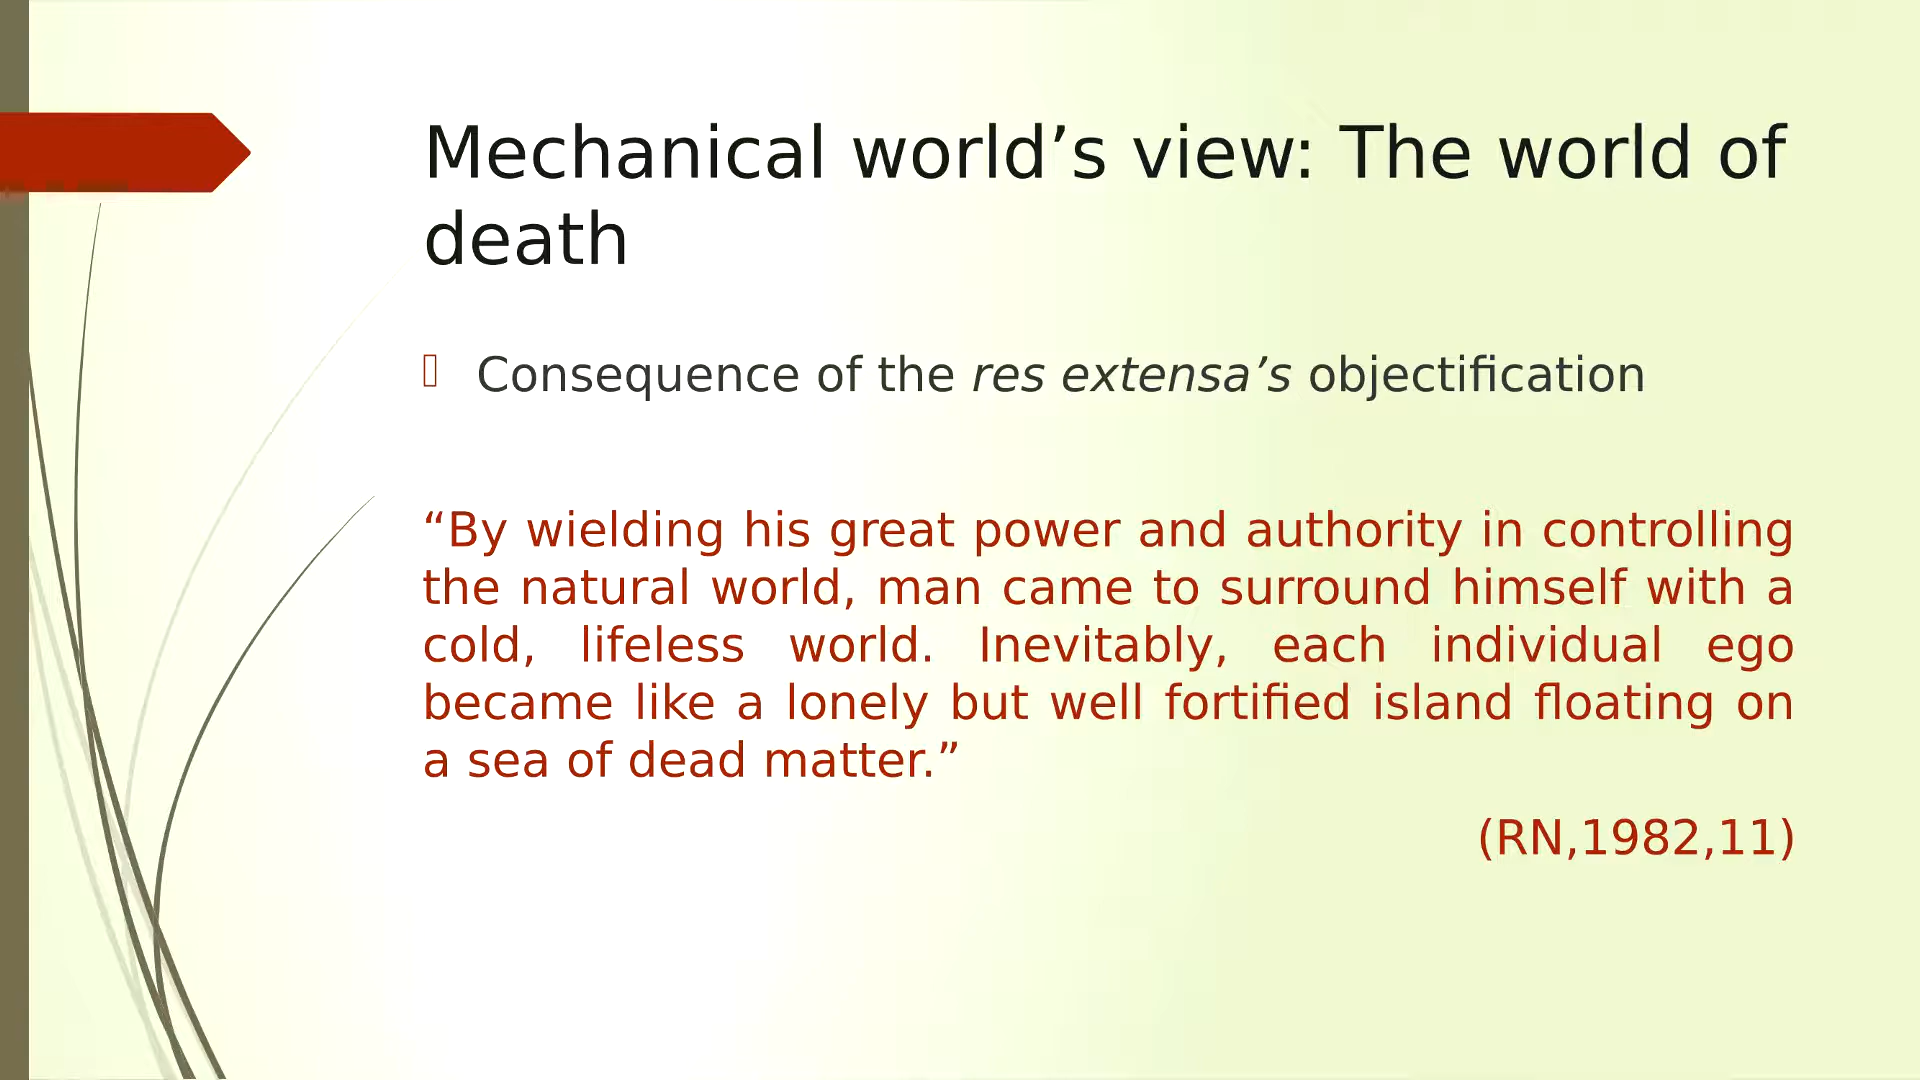 Mechanical world’s view: The world of
death
Consequence of the res extensa’s objectification
“By wielding his great power and authority in controlling
the natural world, man came to surround himself with a
cold, lifeless world. Inevitably, each individual ego
became like a lonely but well fortified island floating on
a sea of dead matter.”
(RN,1982,11)